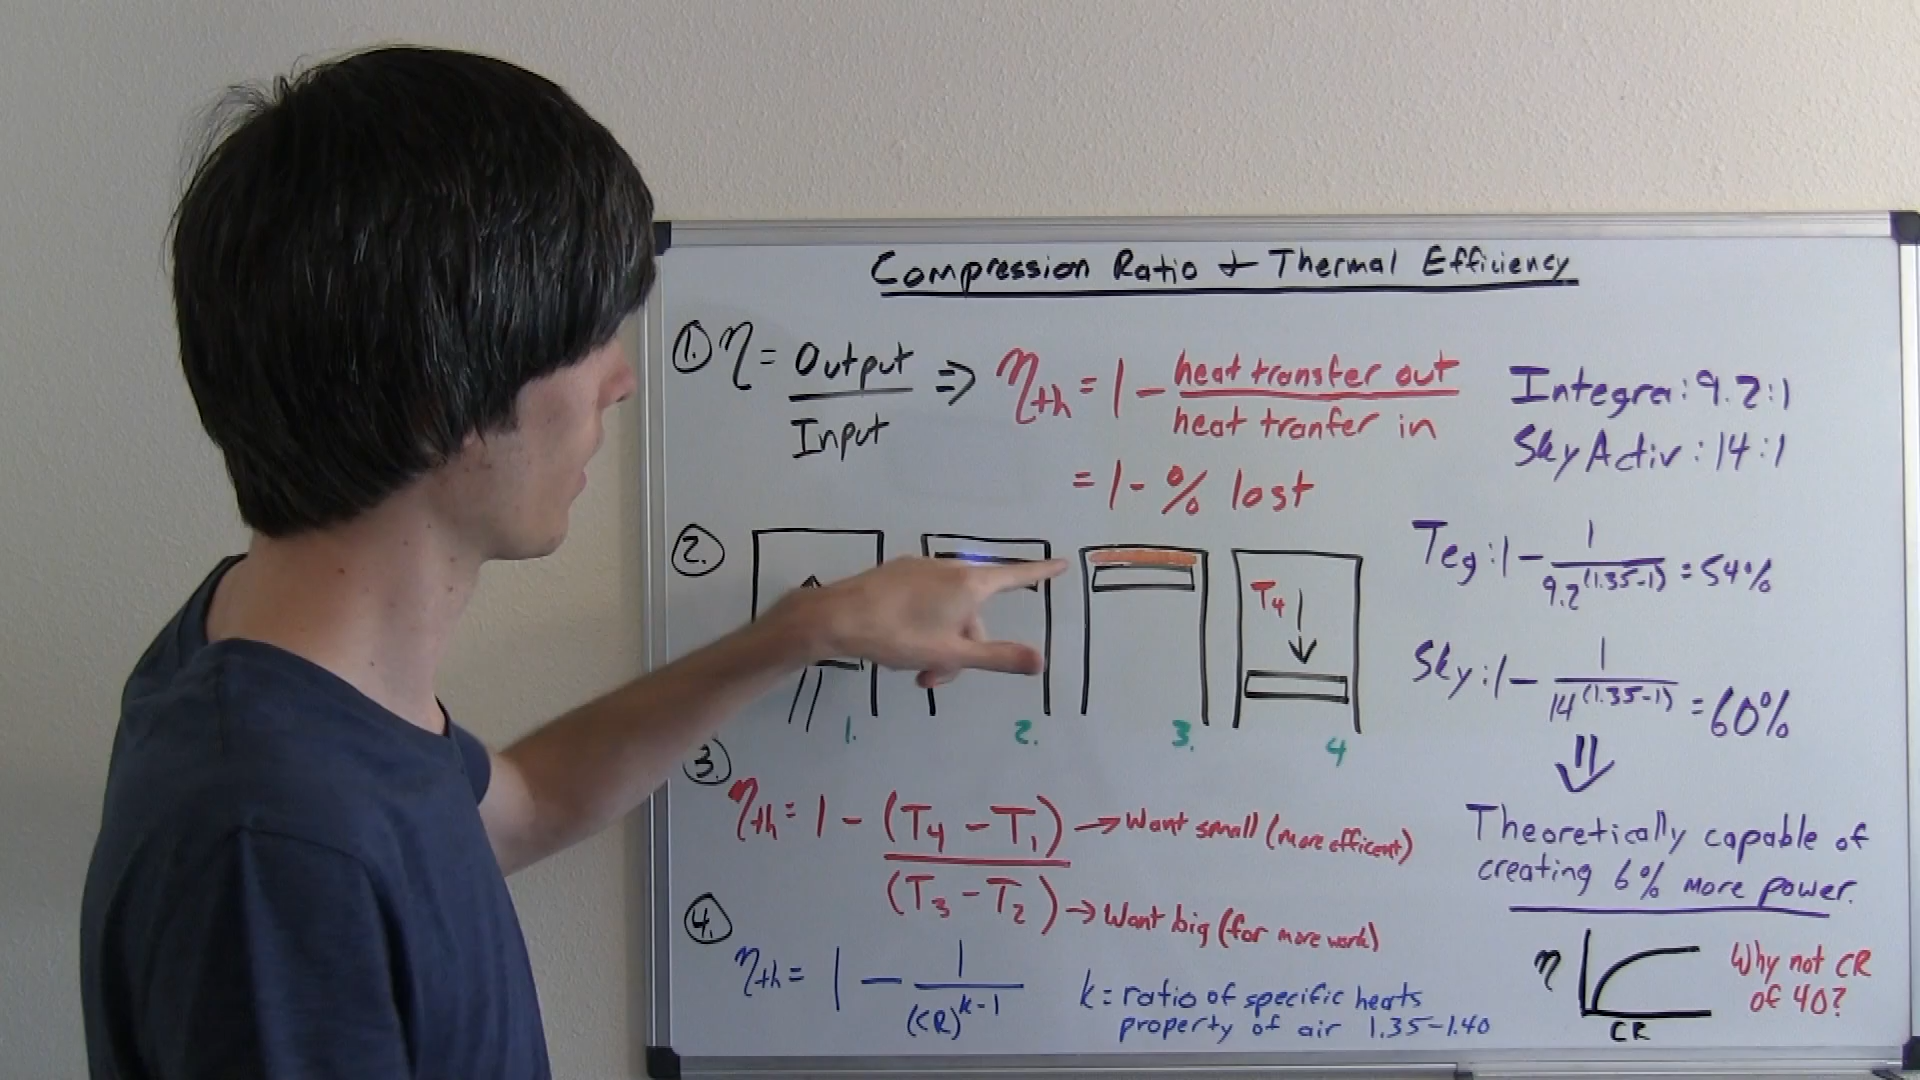 Compression Ratio & Thermal Efficiency
1. η = Output / Input ⇒ ηth = 1 - heat transfer out / heat tranfer in
= 1 - % lost
Integra: 9.2:1
SkyActiv: 14:1
2.
T4
1. 2. 3. 4
Teg: 1 - 1 / 9.2^(1.35-1) = 54%
Sky: 1 - 1 / 14^(1.35-1) = 60%
⇓
Theoretically capable of
creating 6% more power.
3.
ηth = 1 - (T4 - T1) → Want small (more efficent)
(T3 - T2) → Want big (for more work)
4.
ηth = 1 - 1 / (CR)^k-1
k = ratio of specific heats
property of air 1.35-1.40
η
CR
Why not CR
of 40?